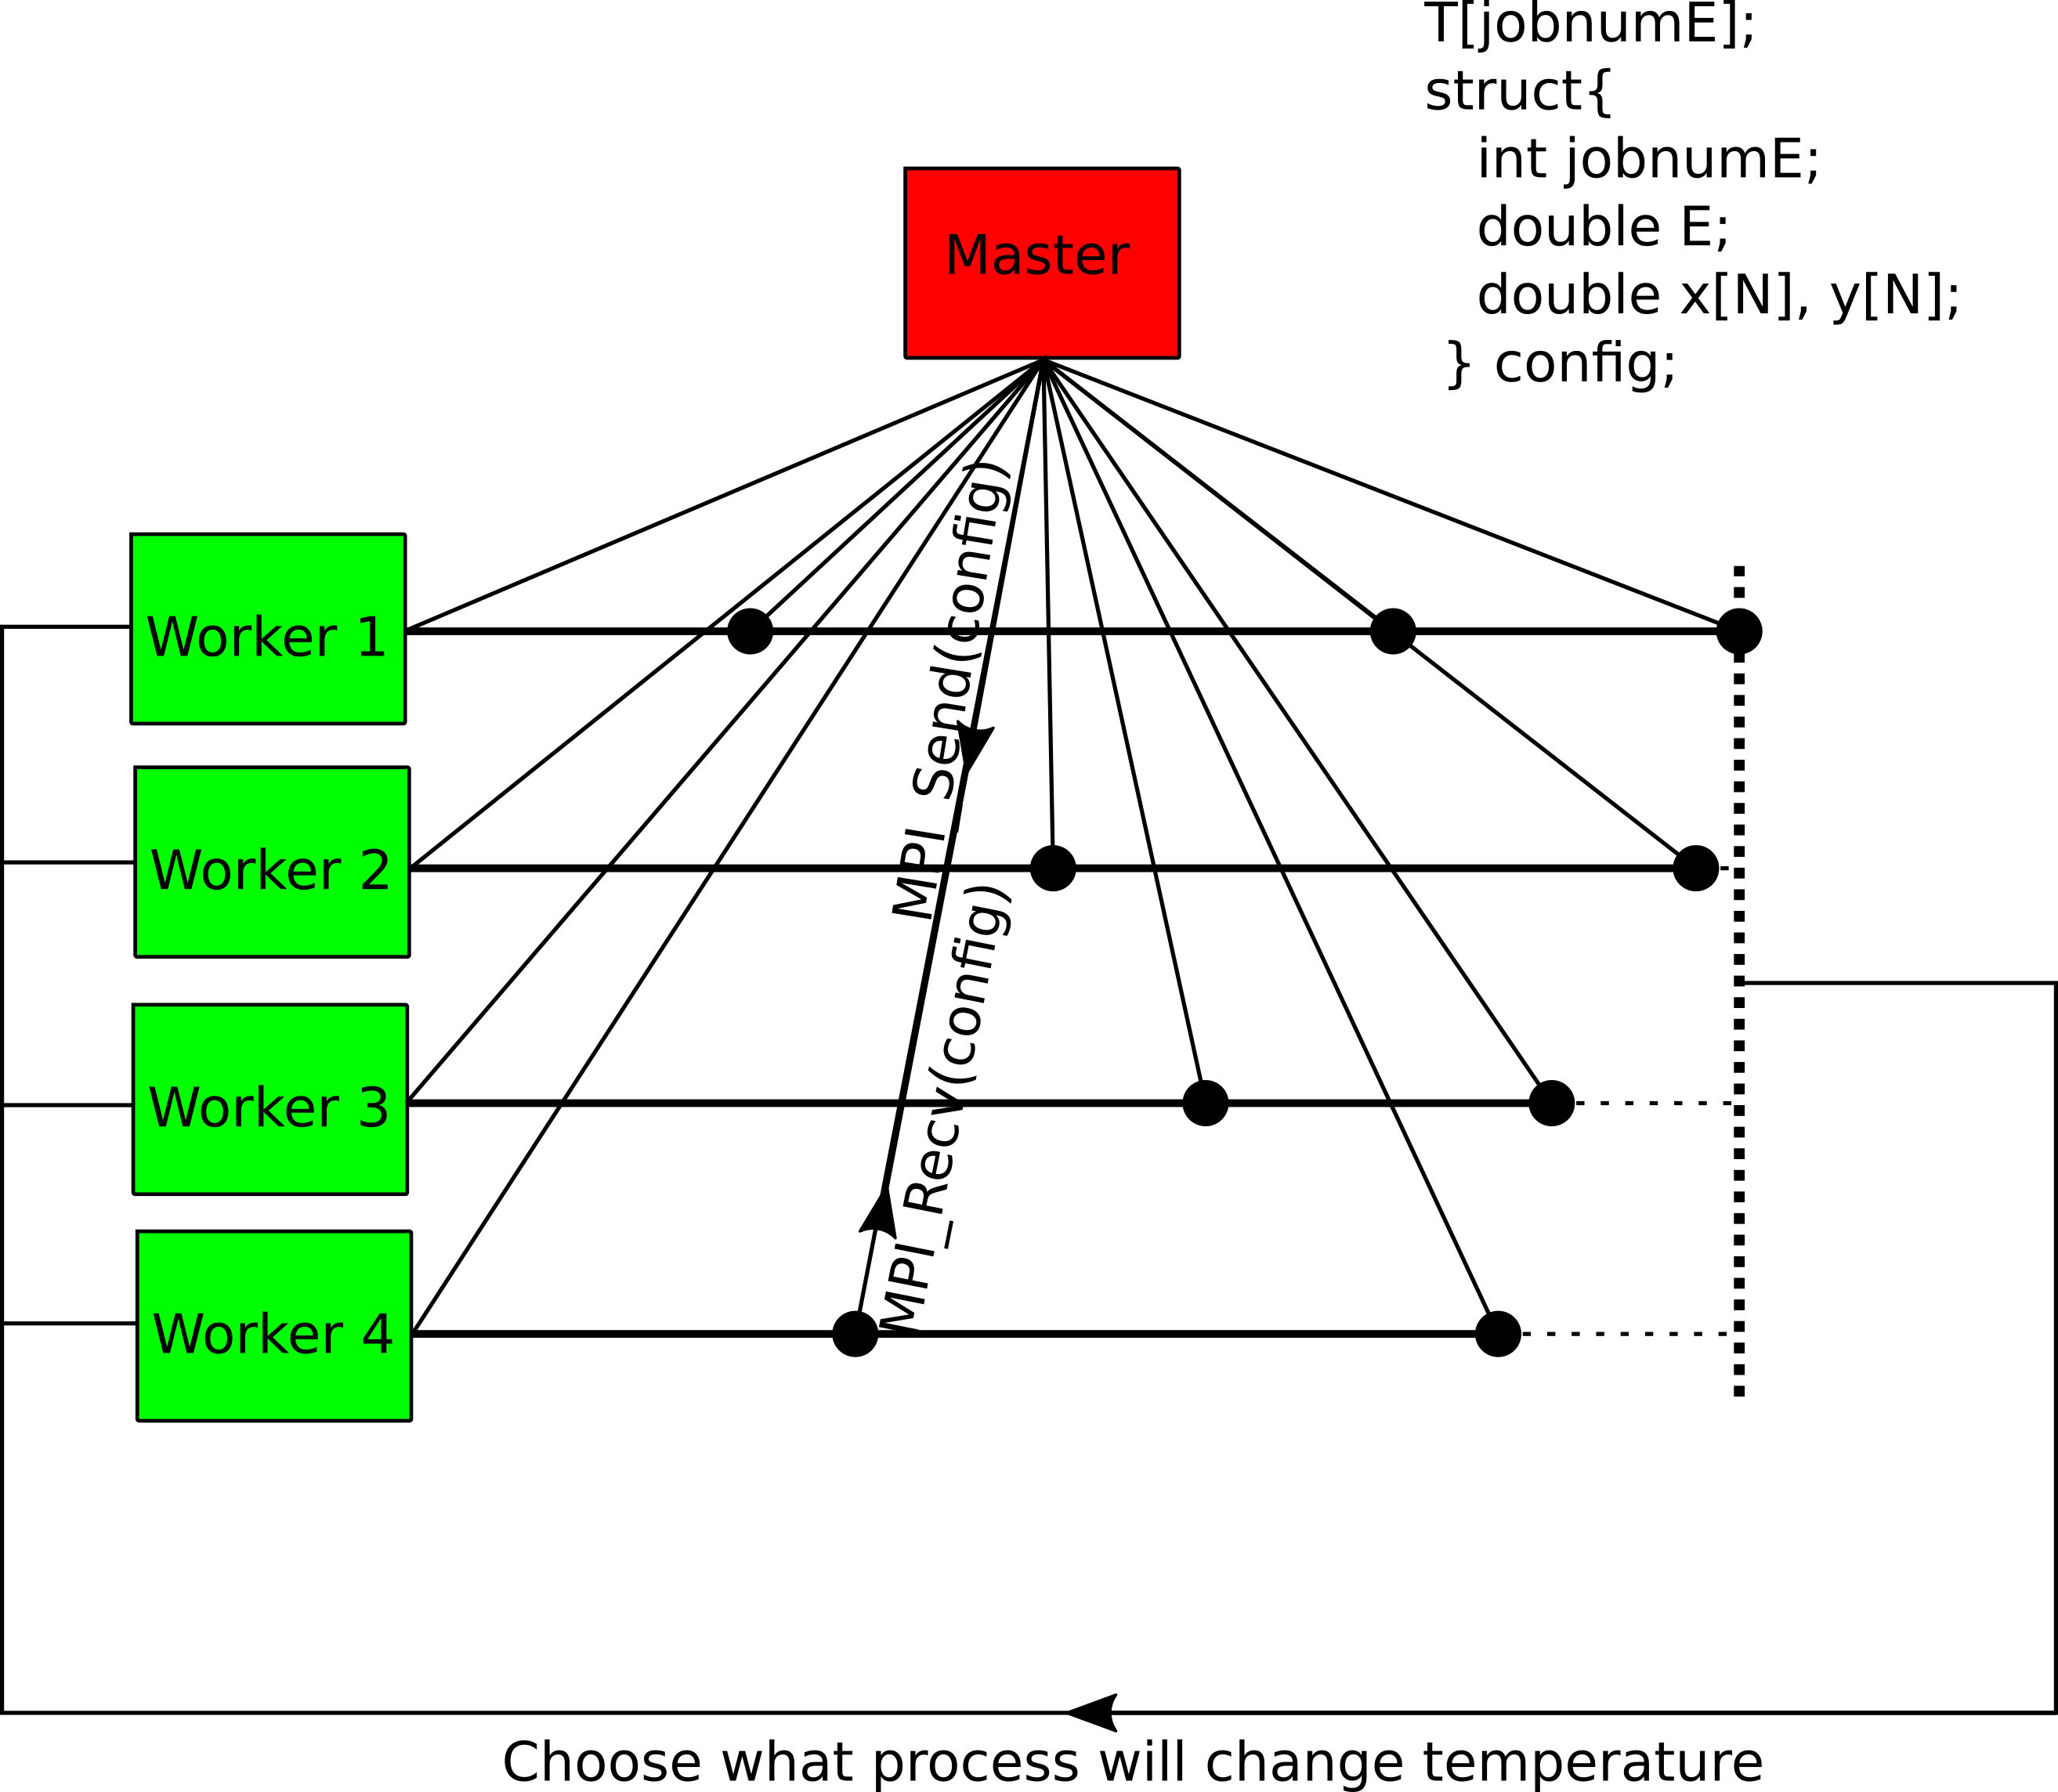 T[jobnumE];
struct{
int jobnumE;
double E;
double x[N], y[N];
} config;
Master
MPI_Send(config)
MPI_Recv(config)
Worker 1
Worker 2
Worker 3
Worker 4
Choose what process will change temperature